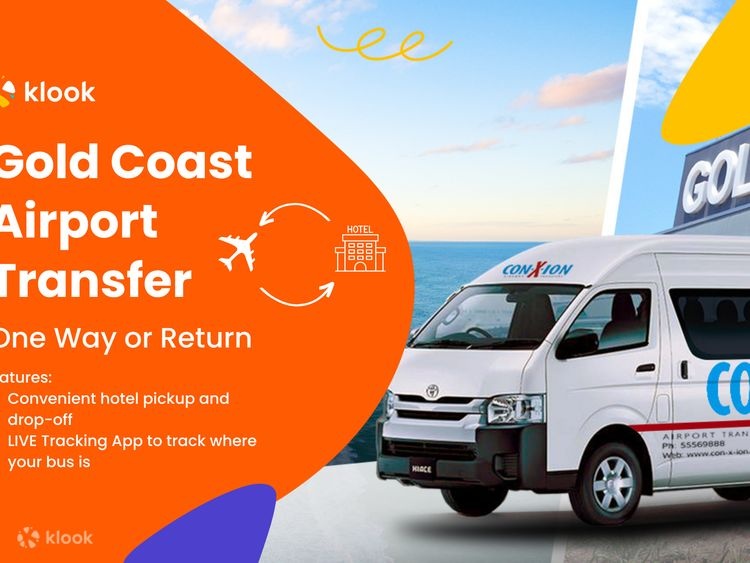 klook
Gold Coast
Airport
Transfer
One Way or Return
HOTEL
atures:
Convenient hotel pickup and
drop-off
LIVE Tracking App to track where
your bus is
GOL
CON-X-ION
CO
AIRPORT TRAN
Ph: 55569888
Web: www.con-x-ion.
HIACE
klook